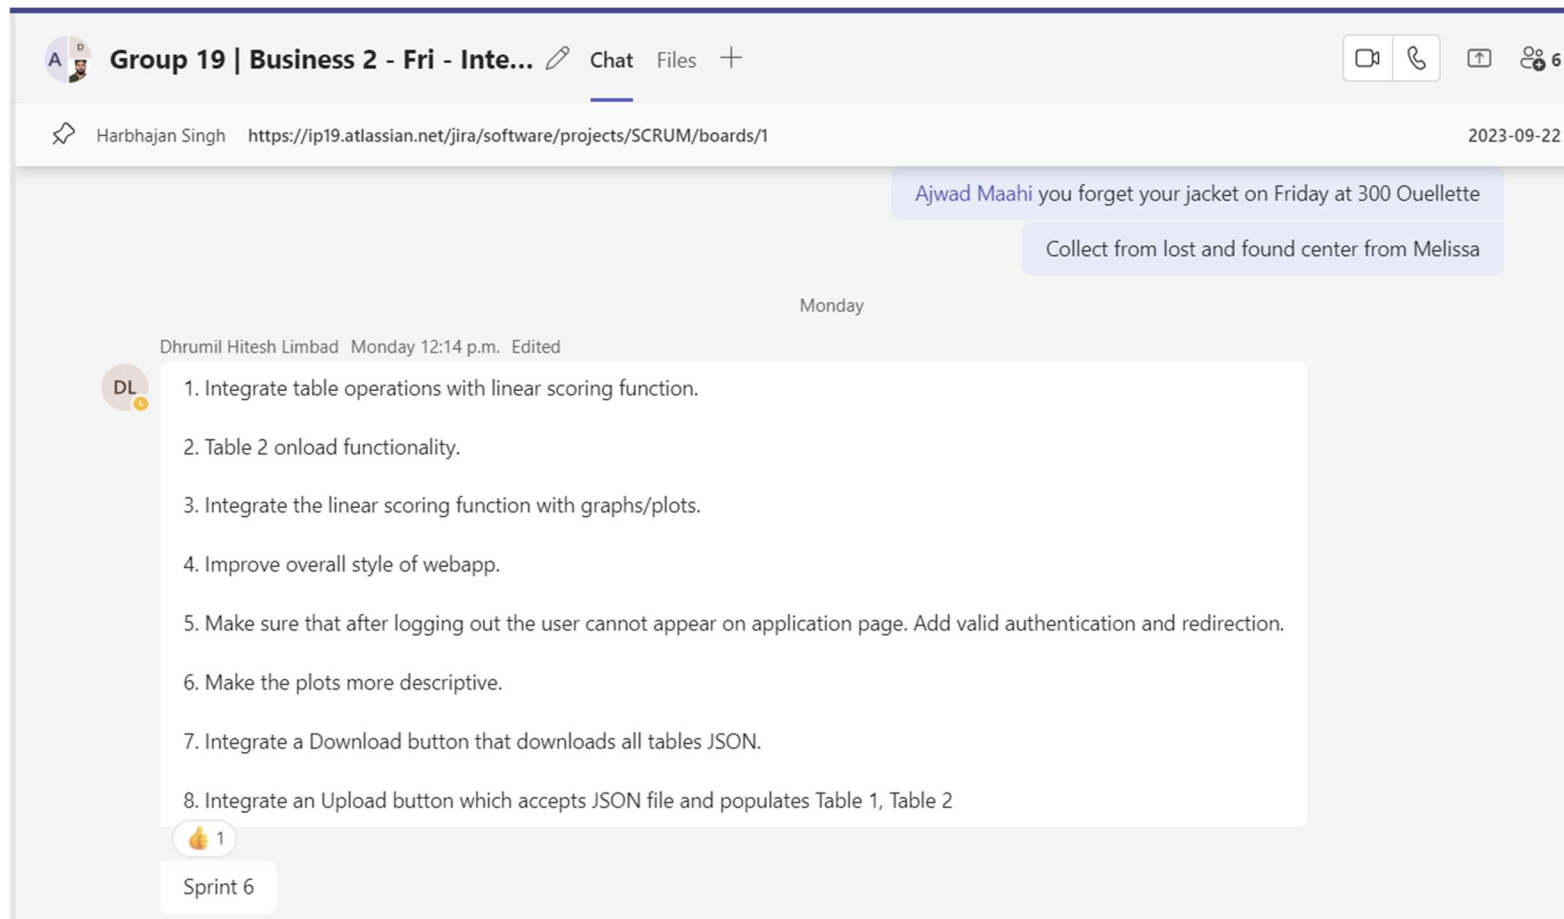 A D Group 19 | Business 2 - Fri - Inte... Chat Files 6
Harbhajan Singh https://ip19.atlassian.net/jira/software/projects/SCRUM/boards/1 2023-09-22
Ajwad Maahi you forget your jacket on Friday at 300 Ouellette
Collect from lost and found center from Melissa
Monday
Dhrumil Hitesh Limbad Monday 12:14 p.m. Edited
DL
1. Integrate table operations with linear scoring function.
2. Table 2 onload functionality.
3. Integrate the linear scoring function with graphs/plots.
4. Improve overall style of webapp.
5. Make sure that after logging out the user cannot appear on application page. Add valid authentication and redirection.
6. Make the plots more descriptive.
7. Integrate a Download button that downloads all tables JSON.
8. Integrate an Upload button which accepts JSON file and populates Table 1, Table 2
👍 1
Sprint 6